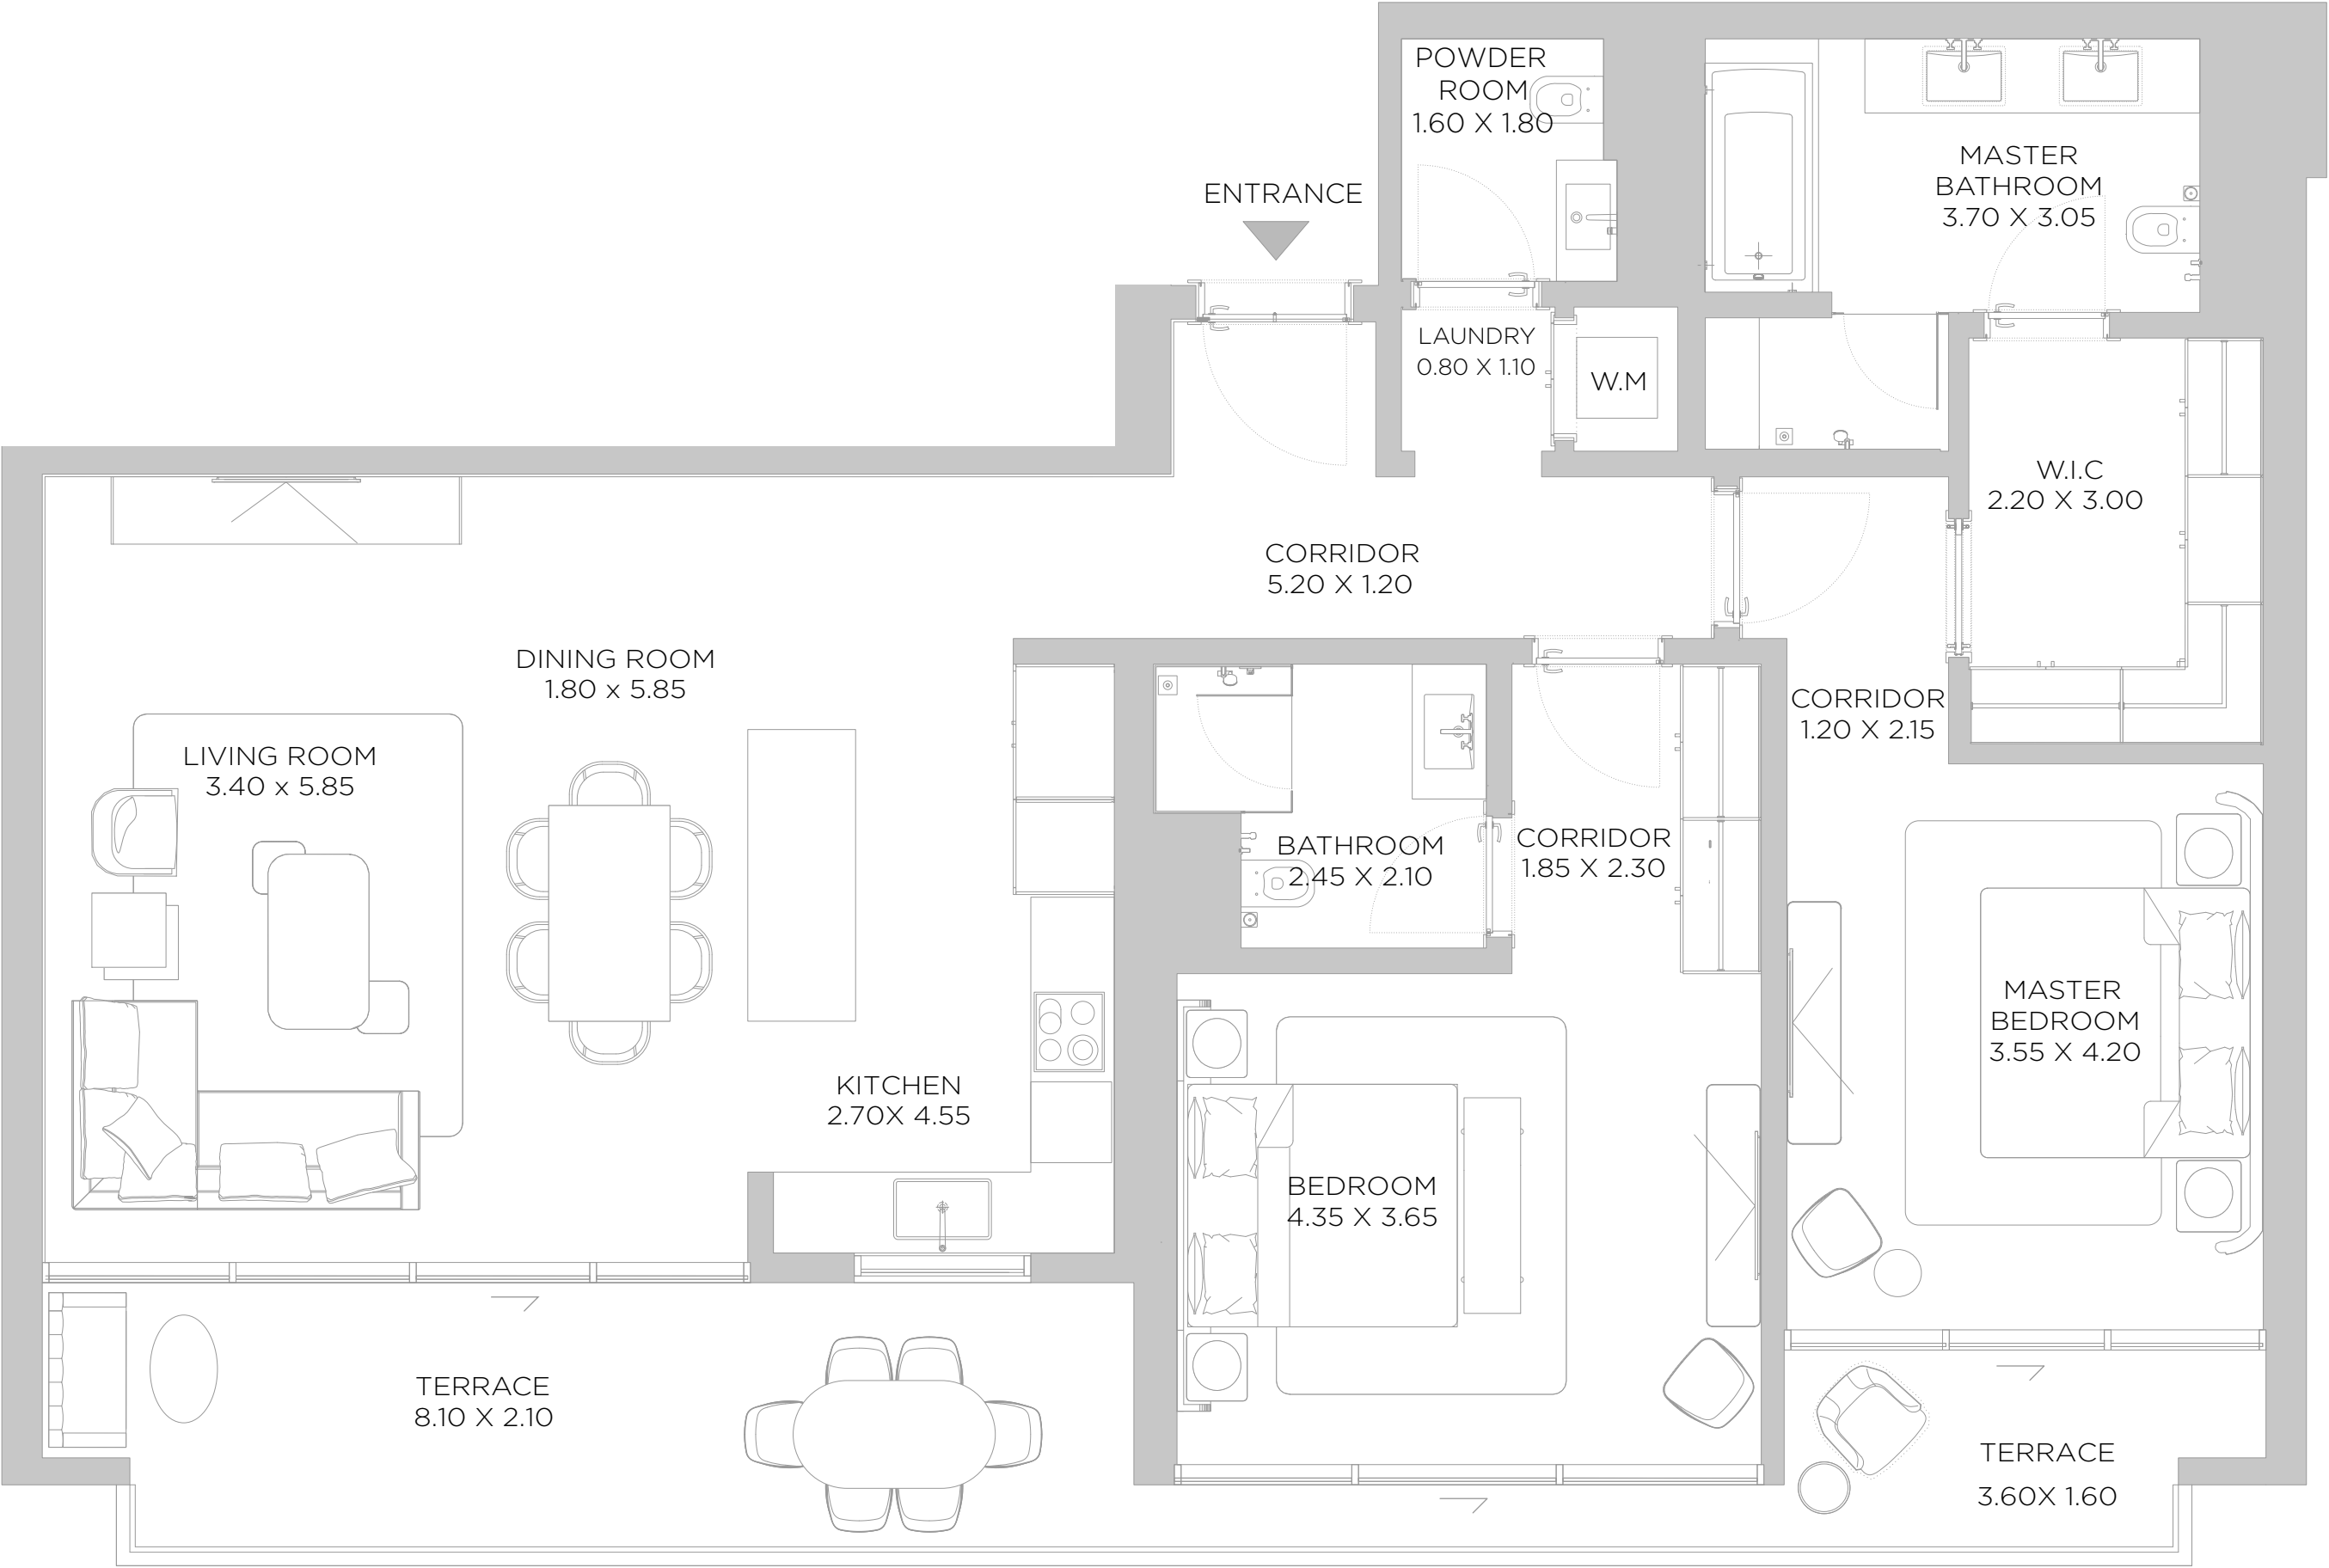 POWDER
ROOM
1.60 X 1.80
MASTER
BATHROOM
3.70 X 3.05
ENTRANCE
LAUNDRY
0.80 X 1.10
W.M
W.I.C
2.20 X 3.00
CORRIDOR
5.20 X 1.20
DINING ROOM
1.80 x 5.85
CORRIDOR
1.20 X 2.15
LIVING ROOM
3.40 x 5.85
BATHROOM
2.45 X 2.10
CORRIDOR
1.85 X 2.30
MASTER
BEDROOM
3.55 X 4.20
KITCHEN
2.70X 4.55
BEDROOM
4.35 X 3.65
TERRACE
8.10 X 2.10
TERRACE
3.60X 1.60